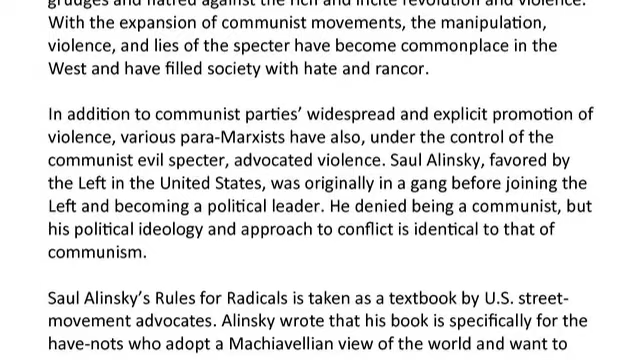 grudges and hatred against the rich and incite revolution and violence.
With the expansion of communist movements, the manipulation,
violence, and lies of the specter have become commonplace in the
West and have filled society with hate and rancor.
In addition to communist parties’ widespread and explicit promotion of
violence, various para-Marxists have also, under the control of the
communist evil specter, advocated violence. Saul Alinsky, favored by
the Left in the United States, was originally in a gang before joining the
Left and becoming a political leader. He denied being a communist, but
his political ideology and approach to conflict is identical to that of
communism.
Saul Alinsky’s Rules for Radicals is taken as a textbook by U.S. street-
movement advocates. Alinsky wrote that his book is specifically for the
have-nots who adopt a Machiavellian view of the world and want to